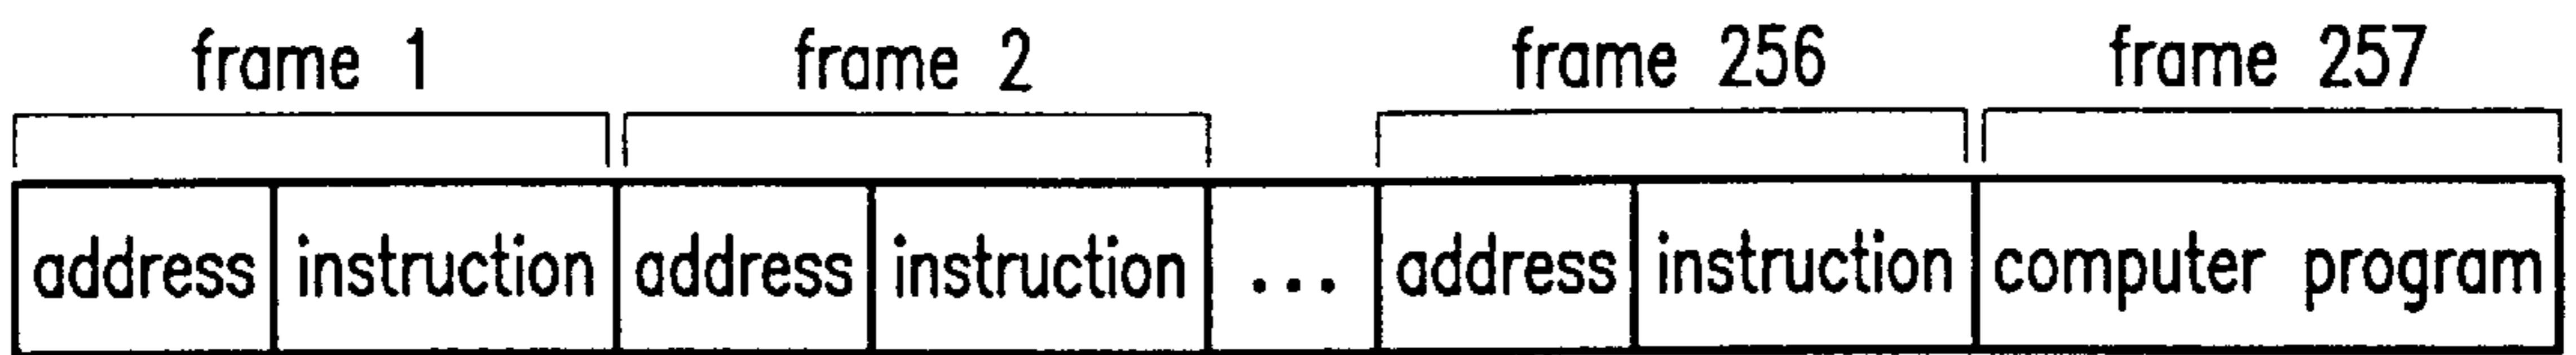 frame 1 frame 2 frame 256 frame 257
address instruction address instruction ... address instruction computer program